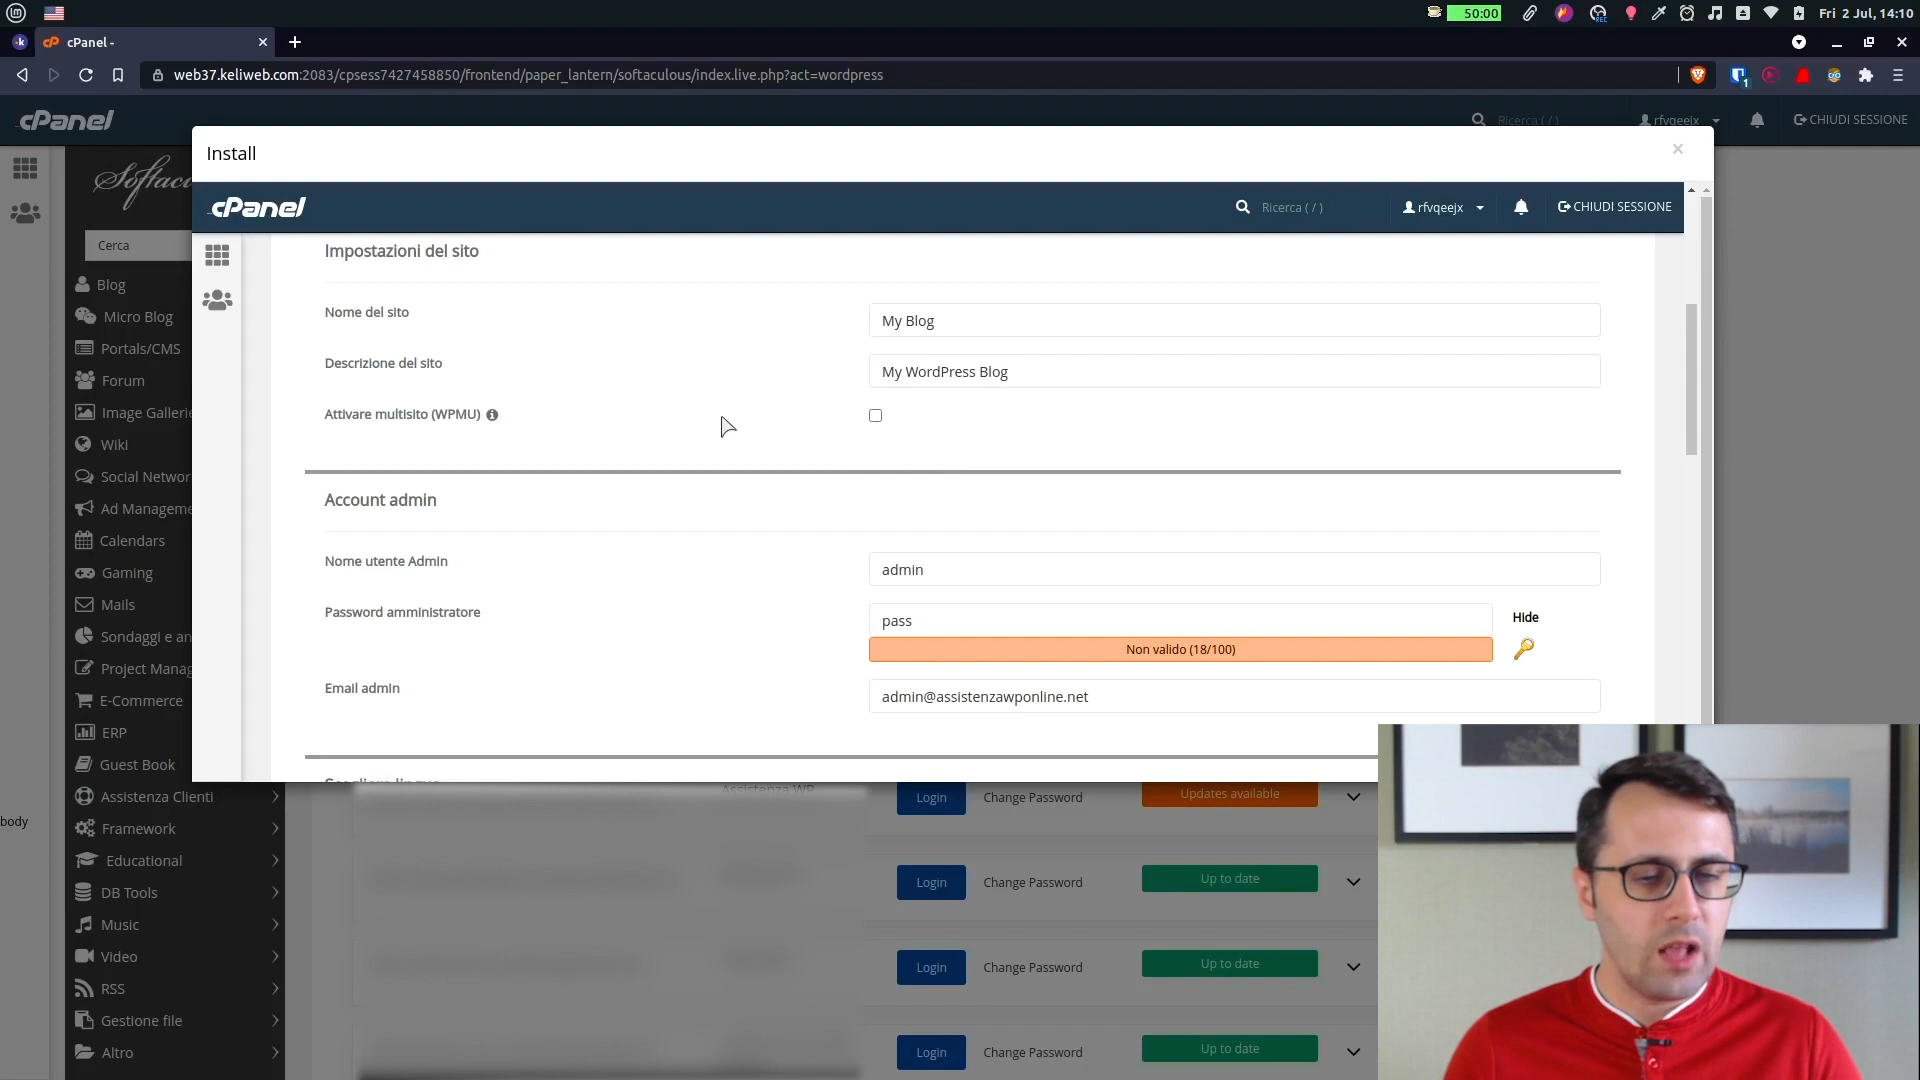 50:00
Fri 2 Jul, 14:10
cPanel -
web37.keliweb.com:2083/cpsess7427458850/frontend/paper_lantern/softaculous/index.live.php?act=wordpress
cPanel
Ricerca ( / )
rfvqeejx
CHIUDI SESSIONE
Install
cPanel
Ricerca ( / )
rfvqeejx
CHIUDI SESSIONE
Cerca
Blog
Micro Blog
Portals/CMS
Forum
Image Gallerie
Wiki
Social Networ
Ad Manageme
Calendars
Gaming
Mails
Sondaggi e an
Project Manag
E-Commerce
ERP
Guest Book
Assistenza Clienti
Framework
Educational
DB Tools
Music
Video
RSS
Gestione file
Altro
body
Impostazioni del sito
Nome del sito
My Blog
Descrizione del sito
My WordPress Blog
Attivare multisito (WPMU)
Account admin
Nome utente Admin
admin
Password amministratore
pass
Hide
Non valido (18/100)
Email admin
admin@assistenzawponline.net
Assistenza WP
Login
Change Password
Updates available
Login
Change Password
Up to date
Login
Change Password
Up to date
Login
Change Password
Up to date